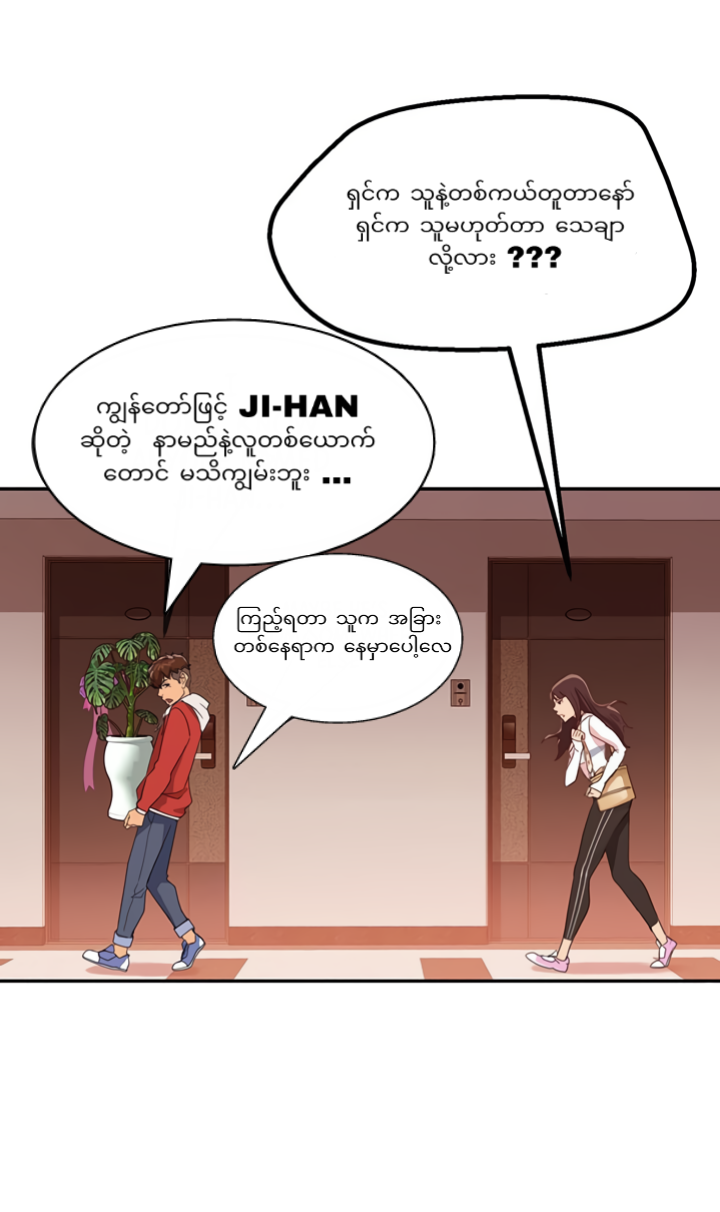 ရှင်က သူနဲ့တစ်ကယ်တူတာနော်
ရှင်က သူမဟုတ်တာ သေချာ
လို့လား ???
ကျွန်တော်ဖြင့် JI-HAN
ဆိုတဲ့ နာမည်နဲ့လူတစ်ယောက်
တောင် မသိကျွမ်းဘူး ...
ကြည့်ရတာ သူက အခြား
တစ်နေရာက နေမှာပေါ့လေ